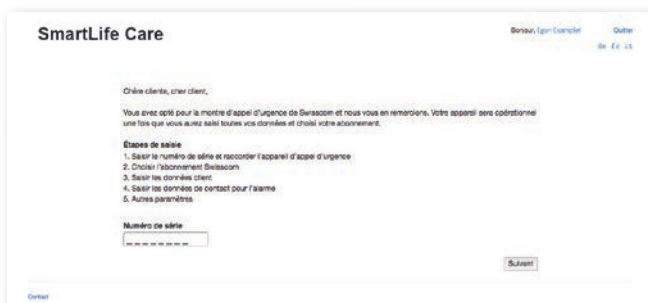 SmartLife Care
Bonjour, Egon Exemplet
Quitter
de fr it
Chère cliente, cher client,
Vous avez opté pour la montre d'appel d'urgence de Swisscom et nous vous en remercions. Votre appareil sera opérationnel
une fois que vous aurez saisi toutes vos données et choisi votre abonnement.
Étapes de saisie
1. Saisir le numéro de série et raccorder l'appareil d'appel d'urgence
2. Choisir l'abonnement Swisscom
3. Saisir les données client
4. Saisir les données de contact pour l'alarme
5. Autres paramètres
Numéro de série
Suivant
Contact